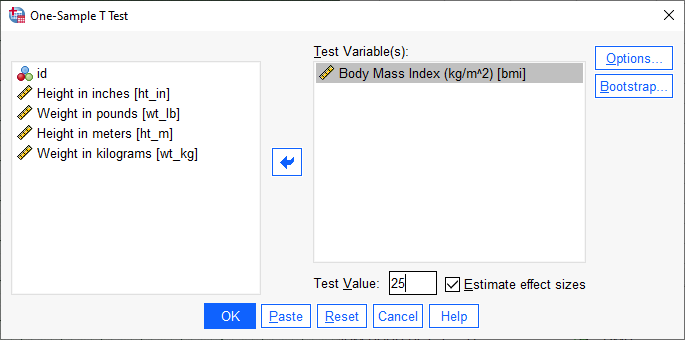 One-Sample T Test
Test Variable(s):
id
Height in inches [ht_in]
Weight in pounds [wt_lb]
Height in meters [ht_m]
Weight in kilograms [wt_kg]
Body Mass Index (kg/m^2) [bmi]
Options...
Bootstrap...
Test Value: 25 Estimate effect sizes
OK Paste Reset Cancel Help